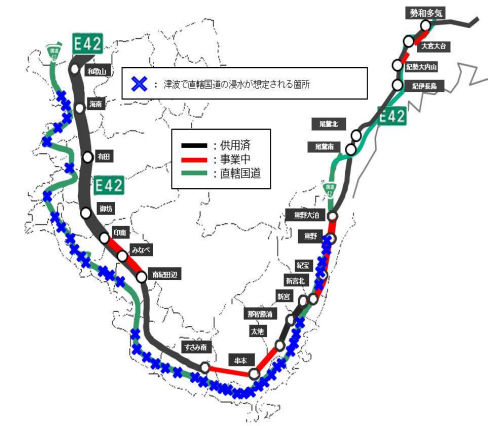 勢和多気
E42
大宮大台
和歌山
紀勢大内山
×：津波で直轄国道の浸水が想定される箇所
紀伊長島
海南
E42
尾鷲北
：供用済
尾鷲南
：事業中
有田
：直轄国道
E42
御坊
熊野大泊
印南
熊野
みなべ
紀宝
南紀田辺
新宮北
新宮
那智勝浦
太地
すさみ南
串本